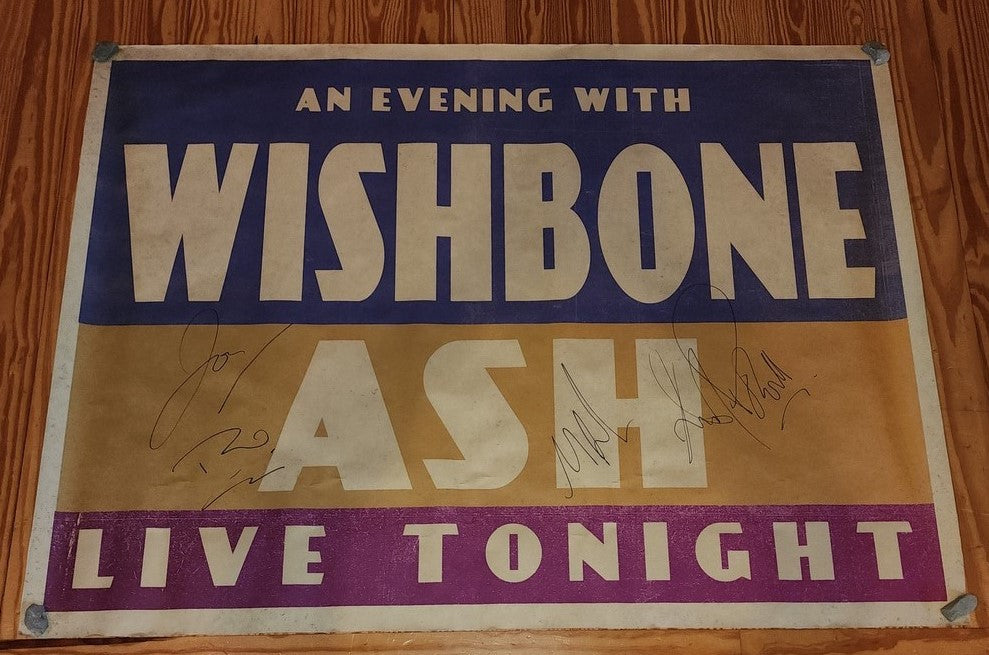 AN EVENING WITH
WISHBONE
ASH
LIVE TONIGHT